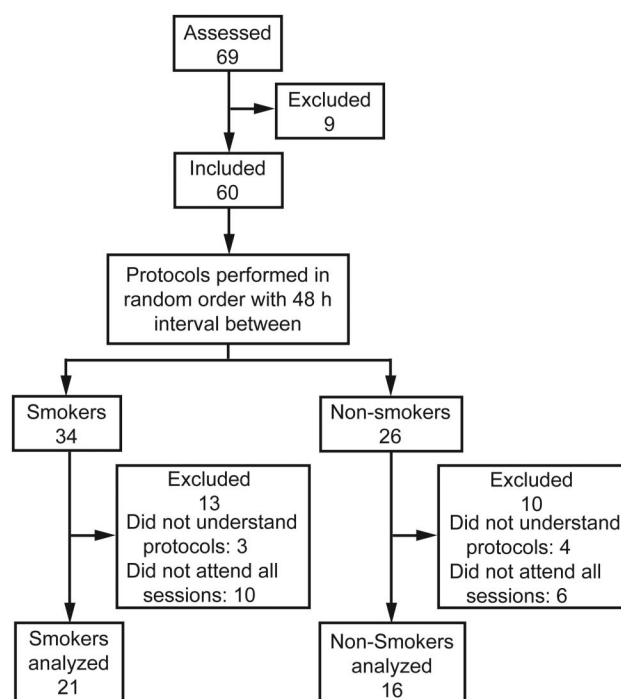 Assessed
69
Excluded
9
Included
60
Protocols performed in
random order with 48 h
interval between
Smokers
34
Non-smokers
26
Excluded
13
Did not understand
protocols: 3
Did not attend all
sessions: 10
Excluded
10
Did not understand
protocols: 4
Did not attend all
sessions: 6
Smokers
analyzed
21
Non-Smokers
analyzed
16